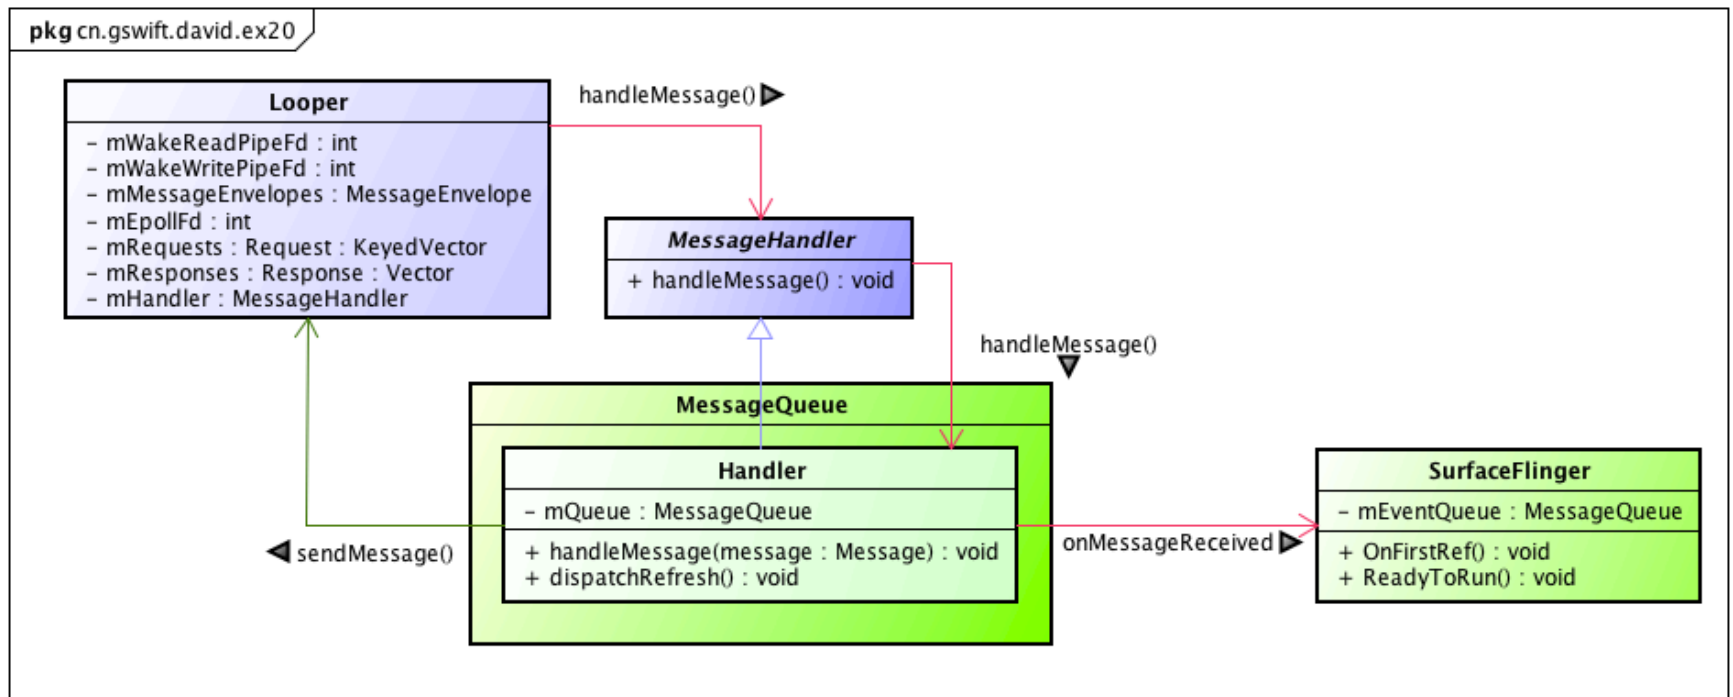 pkg cn.gswift.david.ex20
Looper
- mWakeReadPipeFd : int
- mWakeWritePipeFd : int
- mMessageEnvelopes : MessageEnvelope
- mEpollFd : int
- mRequests : Request : KeyedVector
- mResponses : Response : Vector
- mHandler : MessageHandler
handleMessage()
MessageHandler
+ handleMessage() : void
handleMessage()
MessageQueue
Handler
- mQueue : MessageQueue
+ handleMessage(message : Message) : void
+ dispatchRefresh() : void
sendMessage()
onMessageReceived
SurfaceFlinger
- mEventQueue : MessageQueue
+ OnFirstRef() : void
+ ReadyToRun() : void